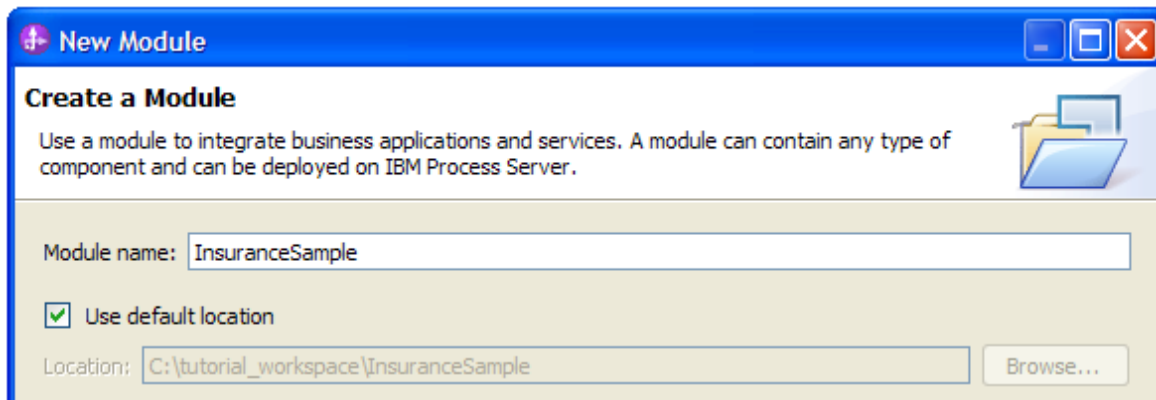 New Module
Create a Module
Use a module to integrate business applications and services. A module can contain any type of
component and can be deployed on IBM Process Server.
Module name: InsuranceSample
Use default location
Location: C:\tutorial_workspace\InsuranceSample Browse...